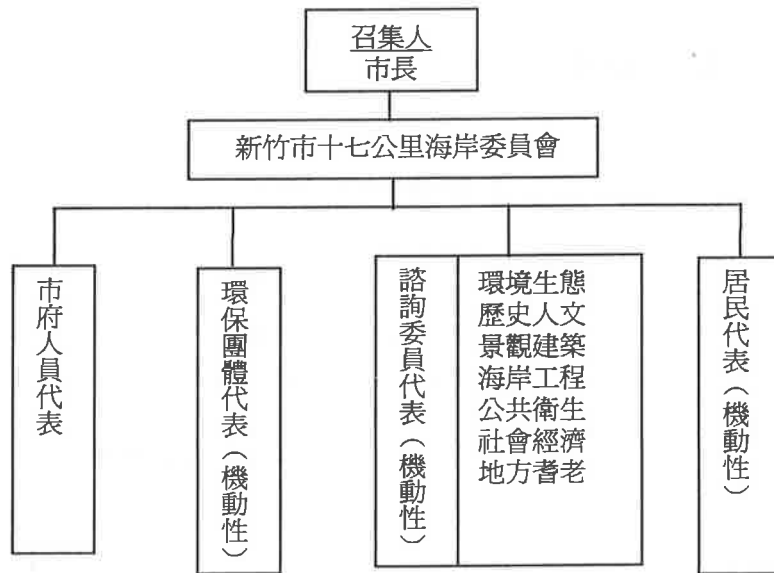 召集人
市長
新竹市十七公里海岸委員會
市府人員代表
環保團體代表（機動性）
諮詢委員代表（機動性）
環境生態
歷史人文
景觀建築
海岸工程
公共衛生
社會經濟
地方耆老
居民代表（機動性）